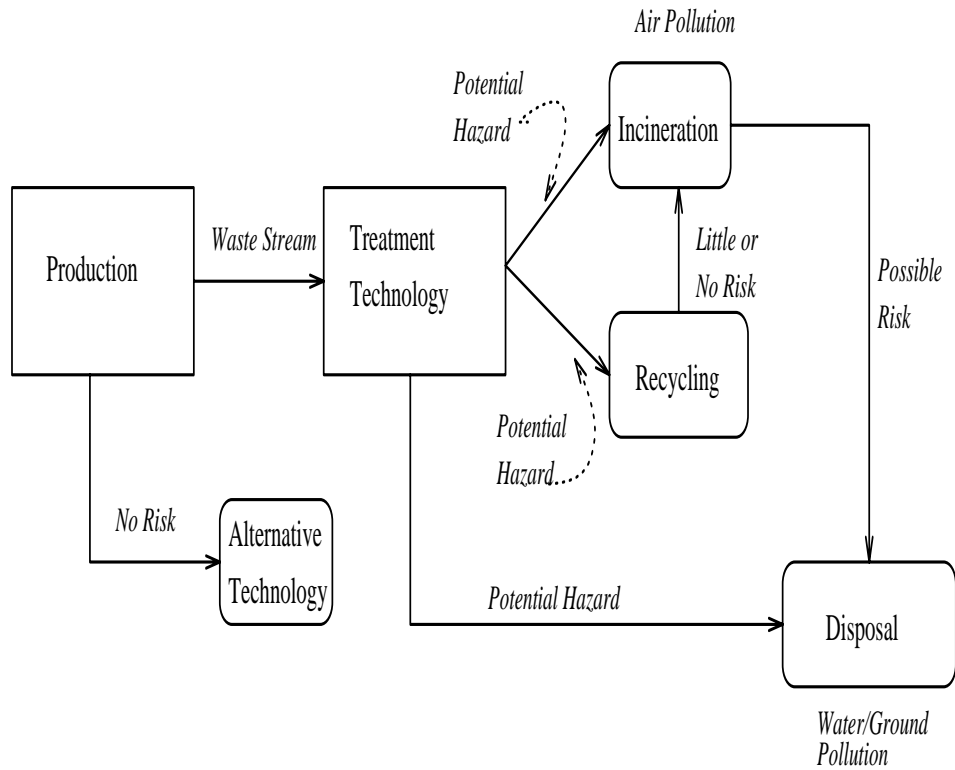 Air Pollution
Potential
Hazard
Incineration
Production
Waste Stream
Treatment
Technology
Little or
No Risk
Possible
Risk
Recycling
Potential
Hazard
No Risk
Alternative
Technology
Potential Hazard
Disposal
Water/Ground
Pollution